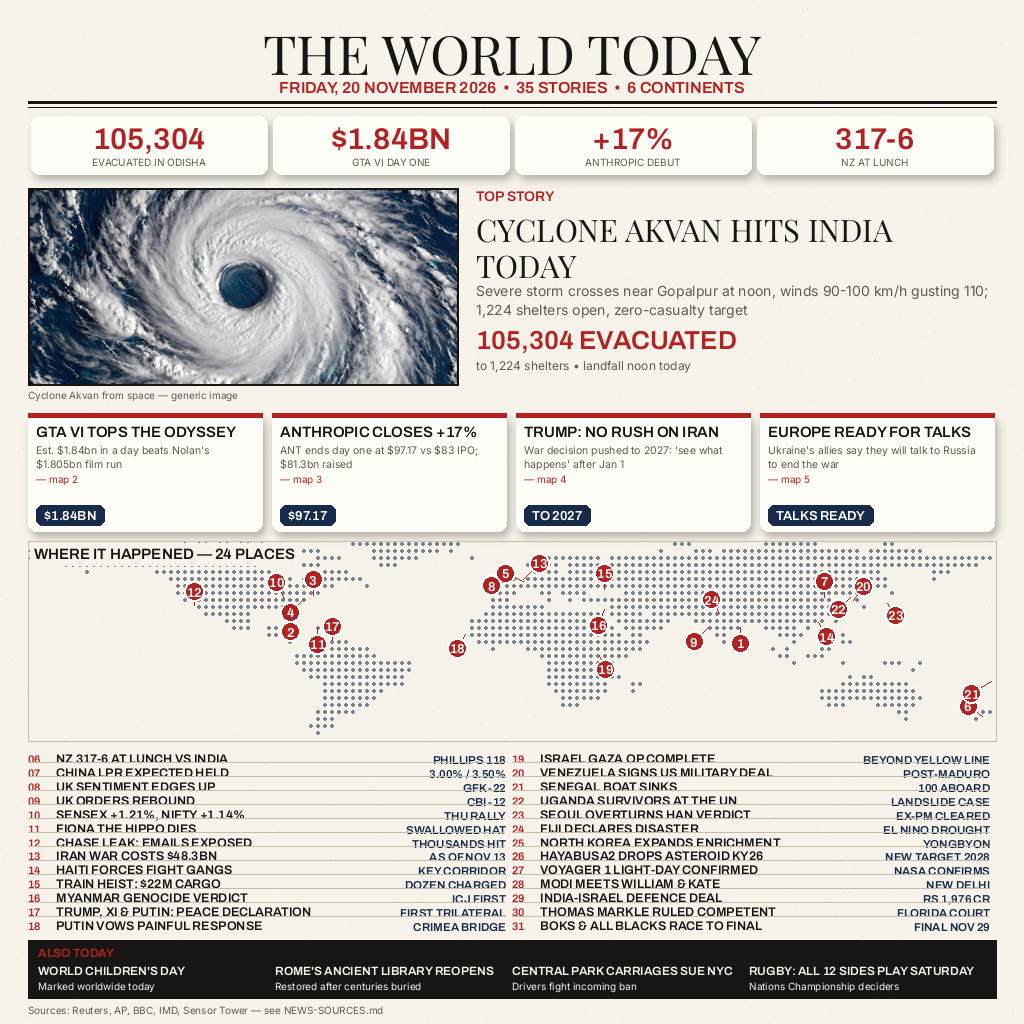 THE WORLD TODAY
FRIDAY, 20 NOVEMBER 2026 • 35 STORIES • 6 CONTINENTS
105,304
EVACUATED IN ODISHA
$1.84BN
GTA VI DAY ONE
+17%
ANTHROPIC DEBUT
317-6
NZ AT LUNCH
Cyclone Akvan from space — generic image
TOP STORY
CYCLONE AKVAN HITS INDIA
TODAY
Severe storm crosses near Gopalpur at noon, winds 90-100 km/h gusting 110;
1,224 shelters open, zero-casualty target
105,304 EVACUATED
to 1,224 shelters • landfall noon today
GTA VI TOPS THE ODYSSEY
Est. $1.84bn in a day beats Nolan's
$1.805bn film run
— map 2
$1.84BN
ANTHROPIC CLOSES +17%
ANT ends day one at $97.17 vs $83 IPO;
$81.3bn raised
— map 3
$97.17
TRUMP: NO RUSH ON IRAN
War decision pushed to 2027: 'see what
happens' after Jan 1
— map 4
TO 2027
EUROPE READY FOR TALKS
Ukraine's allies say they will talk to Russia
to end the war
— map 5
TALKS READY
WHERE IT HAPPENED — 24 PLACES
13
5
15
10
3
8
7
20
12
24
4
22
23
17
16
2
14
11
9
1
18
19
21
6
06 NZ 317-6 AT LUNCH VS INDIA PHILLIPS 118
07 CHINA LPR EXPECTED HELD 3.00% / 3.50%
08 UK SENTIMENT EDGES UP GFK -22
09 UK ORDERS REBOUND CBI -12
10 SENSEX +1.21%, NIFTY +1.14% THU RALLY
11 FIONA THE HIPPO DIES SWALLOWED HAT
12 CHASE LEAK: EMAILS EXPOSED THOUSANDS HIT
13 IRAN WAR COSTS $48.3BN AS OF NOV 13
14 HAITI FORCES FIGHT GANGS KEY CORRIDOR
15 TRAIN HEIST: $22M CARGO DOZEN CHARGED
16 MYANMAR GENOCIDE VERDICT ICJ FIRST
17 TRUMP, XI & PUTIN: PEACE DECLARATION FIRST TRILATERAL
18 PUTIN VOWS PAINFUL RESPONSE CRIMEA BRIDGE
19 ISRAEL GAZA OP COMPLETE BEYOND YELLOW LINE
20 VENEZUELA SIGNS US MILITARY DEAL POST-MADURO
21 SENEGAL BOAT SINKS 100 ABOARD
22 UGANDA SURVIVORS AT THE UN LANDSLIDE CASE
23 SEOUL OVERTURNS HAN VERDICT EX-PM CLEARED
24 FIJI DECLARES DISASTER EL NINO DROUGHT
25 NORTH KOREA EXPANDS ENRICHMENT YONGBYON
26 HAYABUSA2 DROPS ASTEROID KY26 NEW TARGET 2028
27 VOYAGER 1 LIGHT-DAY CONFIRMED NASA CONFIRMS
28 MODI MEETS WILLIAM & KATE NEW DELHI
29 INDIA-ISRAEL DEFENCE DEAL RS 1,976 CR
30 THOMAS MARKLE RULED COMPETENT FLORIDA COURT
31 BOKS & ALL BLACKS RACE TO FINAL FINAL NOV 29
ALSO TODAY
WORLD CHILDREN'S DAY
Marked worldwide today
ROME'S ANCIENT LIBRARY REOPENS
Restored after centuries buried
CENTRAL PARK CARRIAGES SUE NYC
Drivers fight incoming ban
RUGBY: ALL 12 SIDES PLAY SATURDAY
Nations Championship deciders
Sources: Reuters, AP, BBC, IMD, Sensor Tower — see NEWS-SOURCES.md